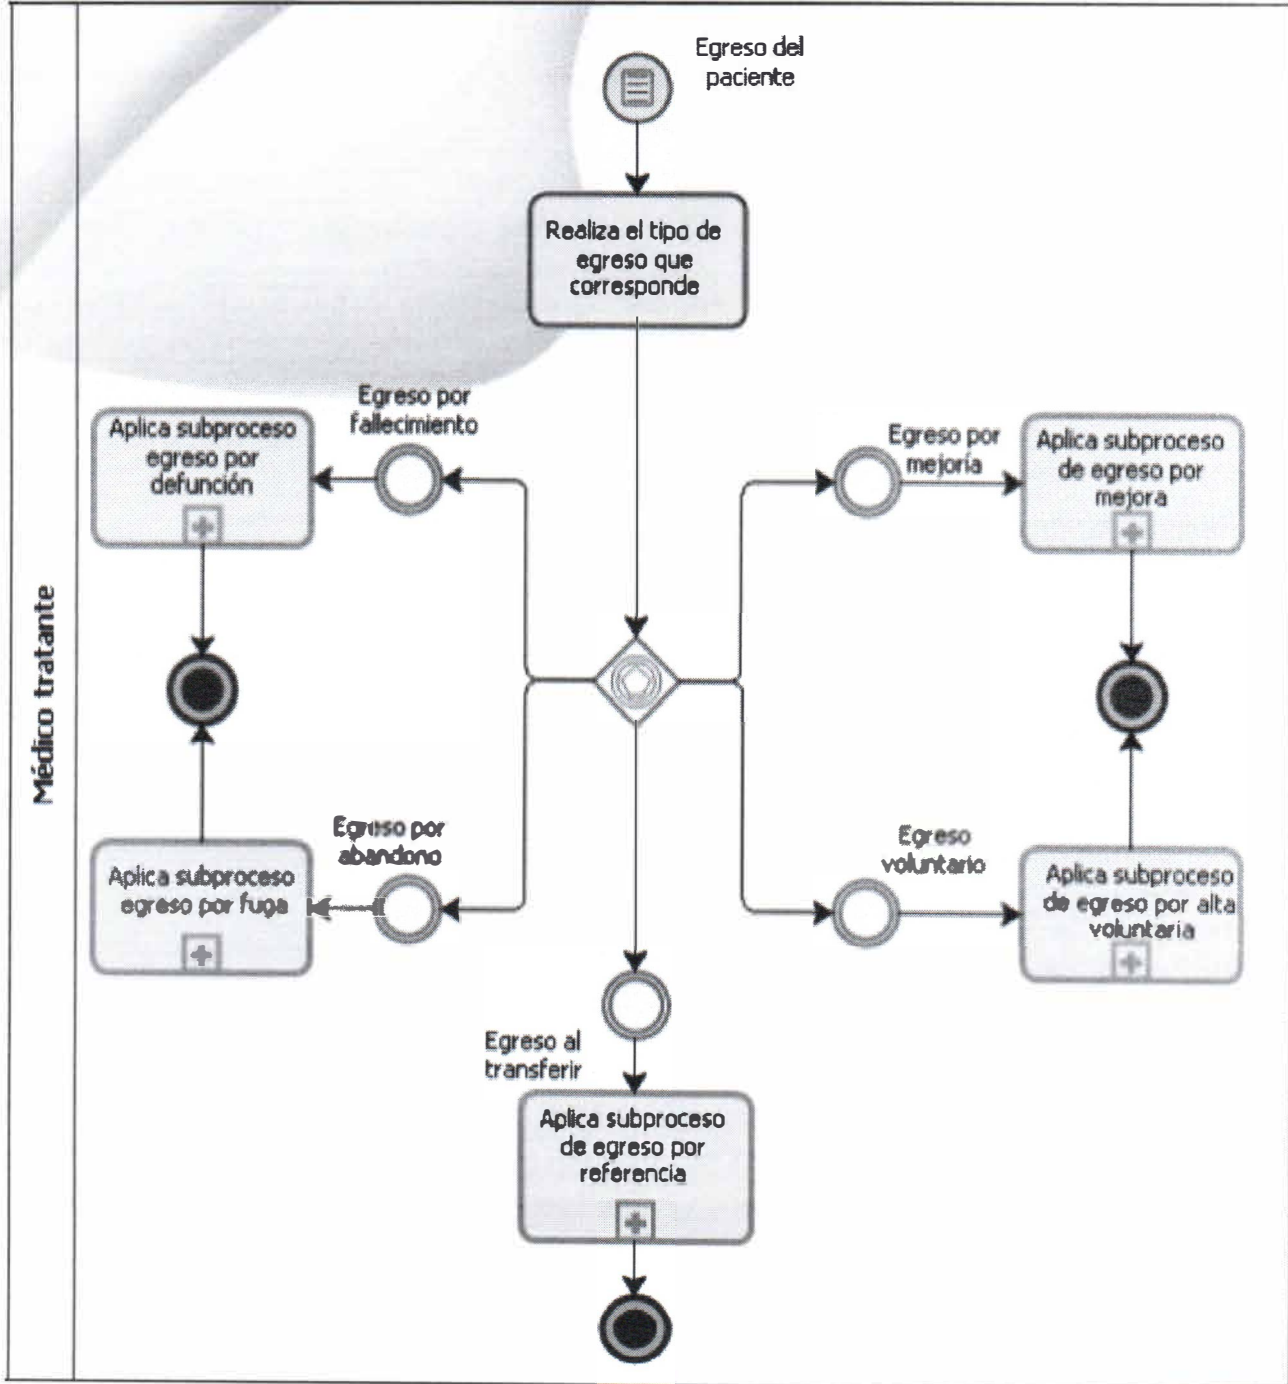 Egreso del
paciente
Realiza el tipo de
egreso que
corresponde
Egreso por
fallecimiento
Aplica subproceso
egreso por
defunción
Egreso por
mejoría
Aplica subproceso
de egreso por
mejora
Médico tratante
Egreso por
abandono
Aplica subproceso
egreso por fuga
Egreso
voluntario
Aplica subproceso
de egreso por alta
voluntaria
Egreso al
transferir
Aplica subproceso
de egreso por
referencia